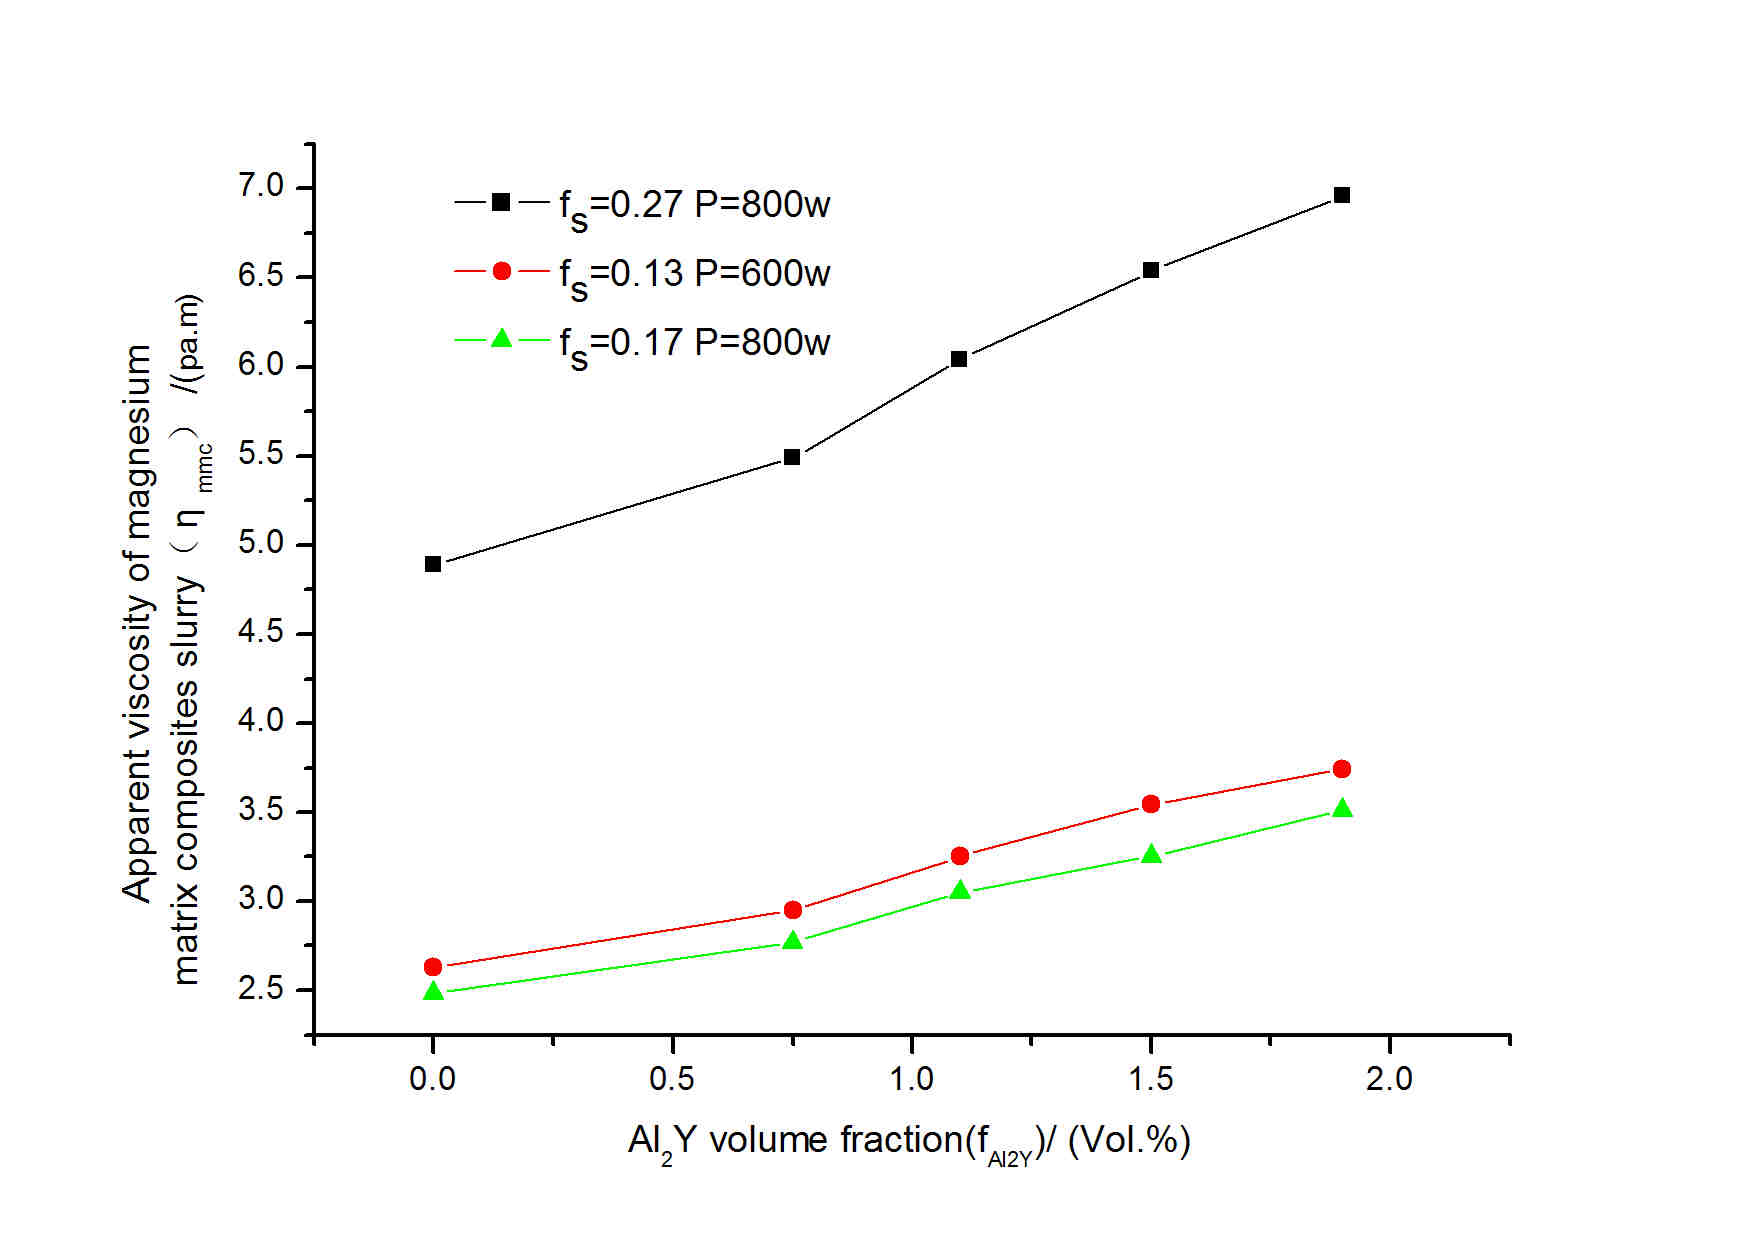 7.0
6.5
6.0
5.5
5.0
4.5
4.0
3.5
3.0
2.5
0.0 0.5 1.0 1.5 2.0
fs=0.27 P=800w
fs=0.13 P=600w
fs=0.17 P=800w
Apparent viscosity of magnesium
matrix composites slurry（ηmmc） /(pa.m)
Al2Y volume fraction(fAl2Y)/ (Vol.%)